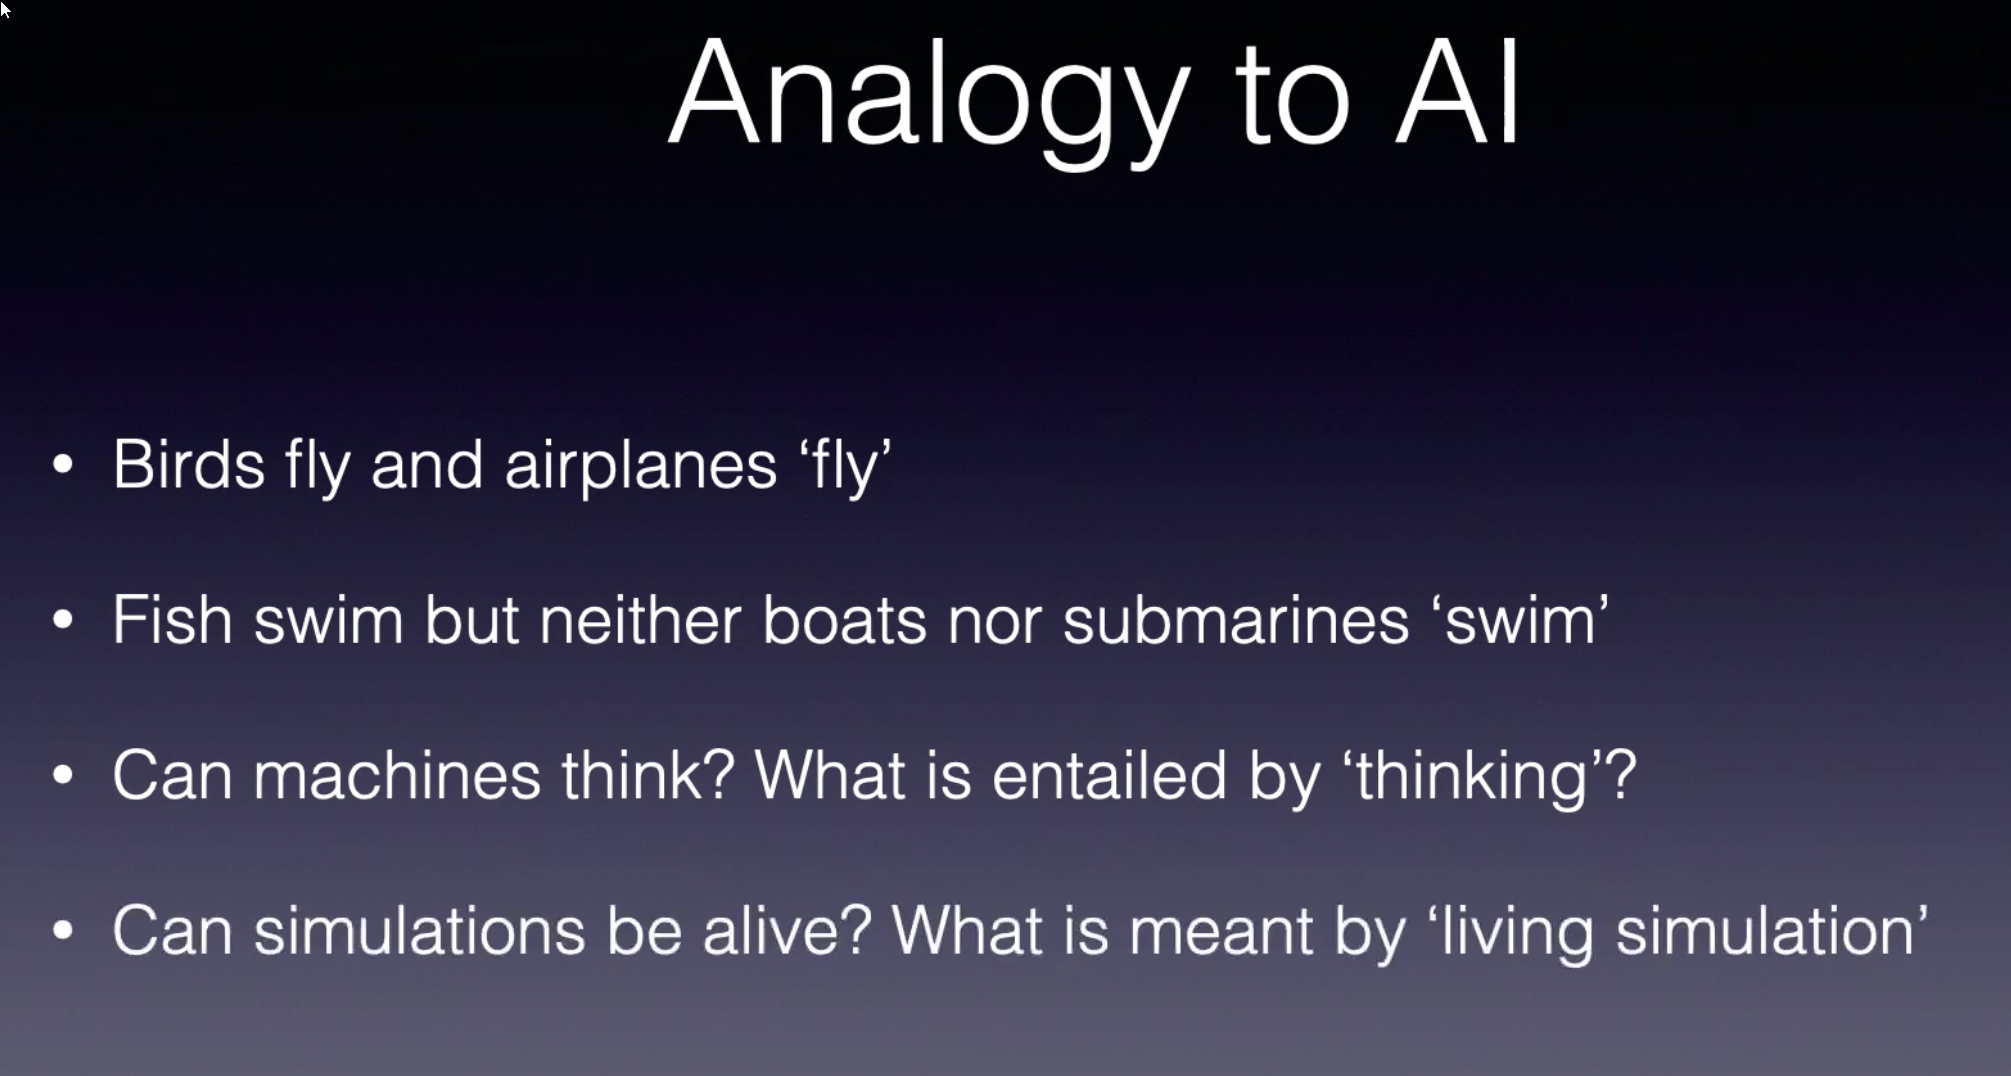 Analogy to AI
• Birds fly and airplanes ‘fly’
• Fish swim but neither boats nor submarines ‘swim’
• Can machines think? What is entailed by ‘thinking’?
• Can simulations be alive? What is meant by ‘living simulation’